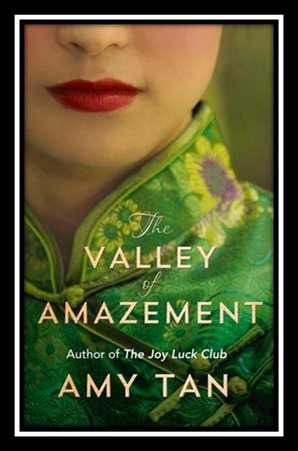 The
VALLEY
of
AMAZEMENT
Author of The Joy Luck Club
AMY TAN